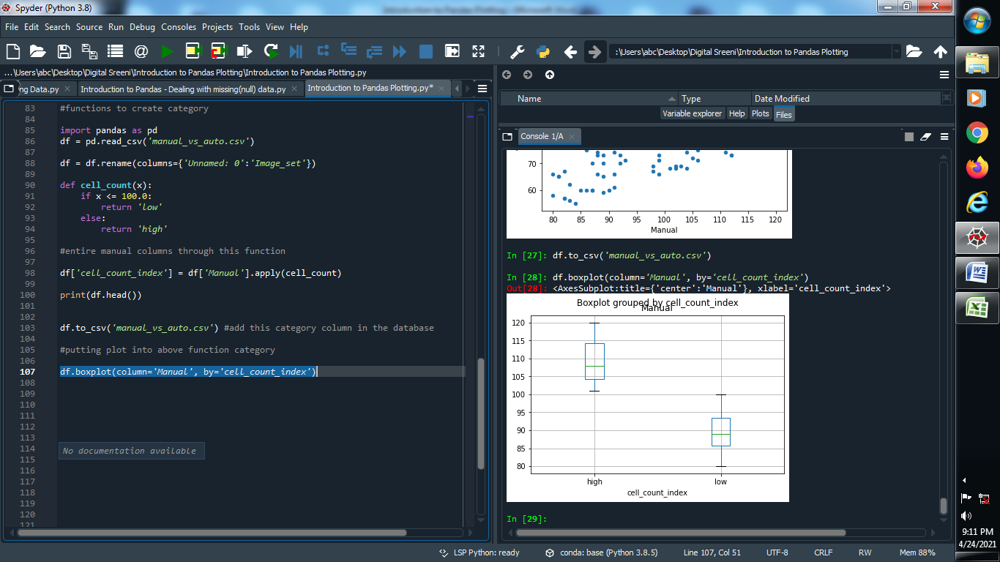 Spyder (Python 3.8)
File Edit Search Source Run Debug Consoles Projects Tools View Help
:\Users\abc\Desktop\Digital Sreeni\Introduction to Pandas Plotting
...\Users\abc\Desktop\Digital Sreeni\Introduction to Pandas Plotting\Introduction to Pandas Plotting.py
ng Data.py Introduction to Pandas - Dealing with missing(null) data.py Introduction to Pandas Plotting.py*
83 #functions to create category
84
85 import pandas as pd
86 df = pd.read_csv('manual_vs_auto.csv')
87
88 df = df.rename(columns={'Unnamed: 0':'Image_set'})
89
90 def cell_count(x):
91 if x <= 100.0:
92 return 'low'
93 else:
94 return 'high'
95
96 #entire manual columns through this function
97
98 df['cell_count_index'] = df['Manual'].apply(cell_count)
99
100 print(df.head())
101
102
103 df.to_csv('manual_vs_auto.csv') #add this category column in the database
104
105 #putting plot into above function category
106
107 df.boxplot(column='Manual', by='cell_count_index')
108
109
110
111
112
113
114
No documentation available
115
116
117
118
119
120
121
Name Type Date Modified
Variable explorer Help Plots Files
Console 1/A
70
60
80 85 90 95 100 105 110 115 120
Manual
In [27]: df.to_csv('manual_vs_auto.csv')
In [28]: df.boxplot(column='Manual', by='cell_count_index')
Out[28]: <AxesSubplot:title={'center':'Manual'}, xlabel='cell_count_index'>
Boxplot grouped by cell_count_index
Manual
120
115
110
105
100
95
90
85
80
high low
cell_count_index
In [29]:
LSP Python: ready conda: base (Python 3.8.5) Line 107, Col 51 UTF-8 CRLF RW Mem 88%
9:11 PM
4/24/2021